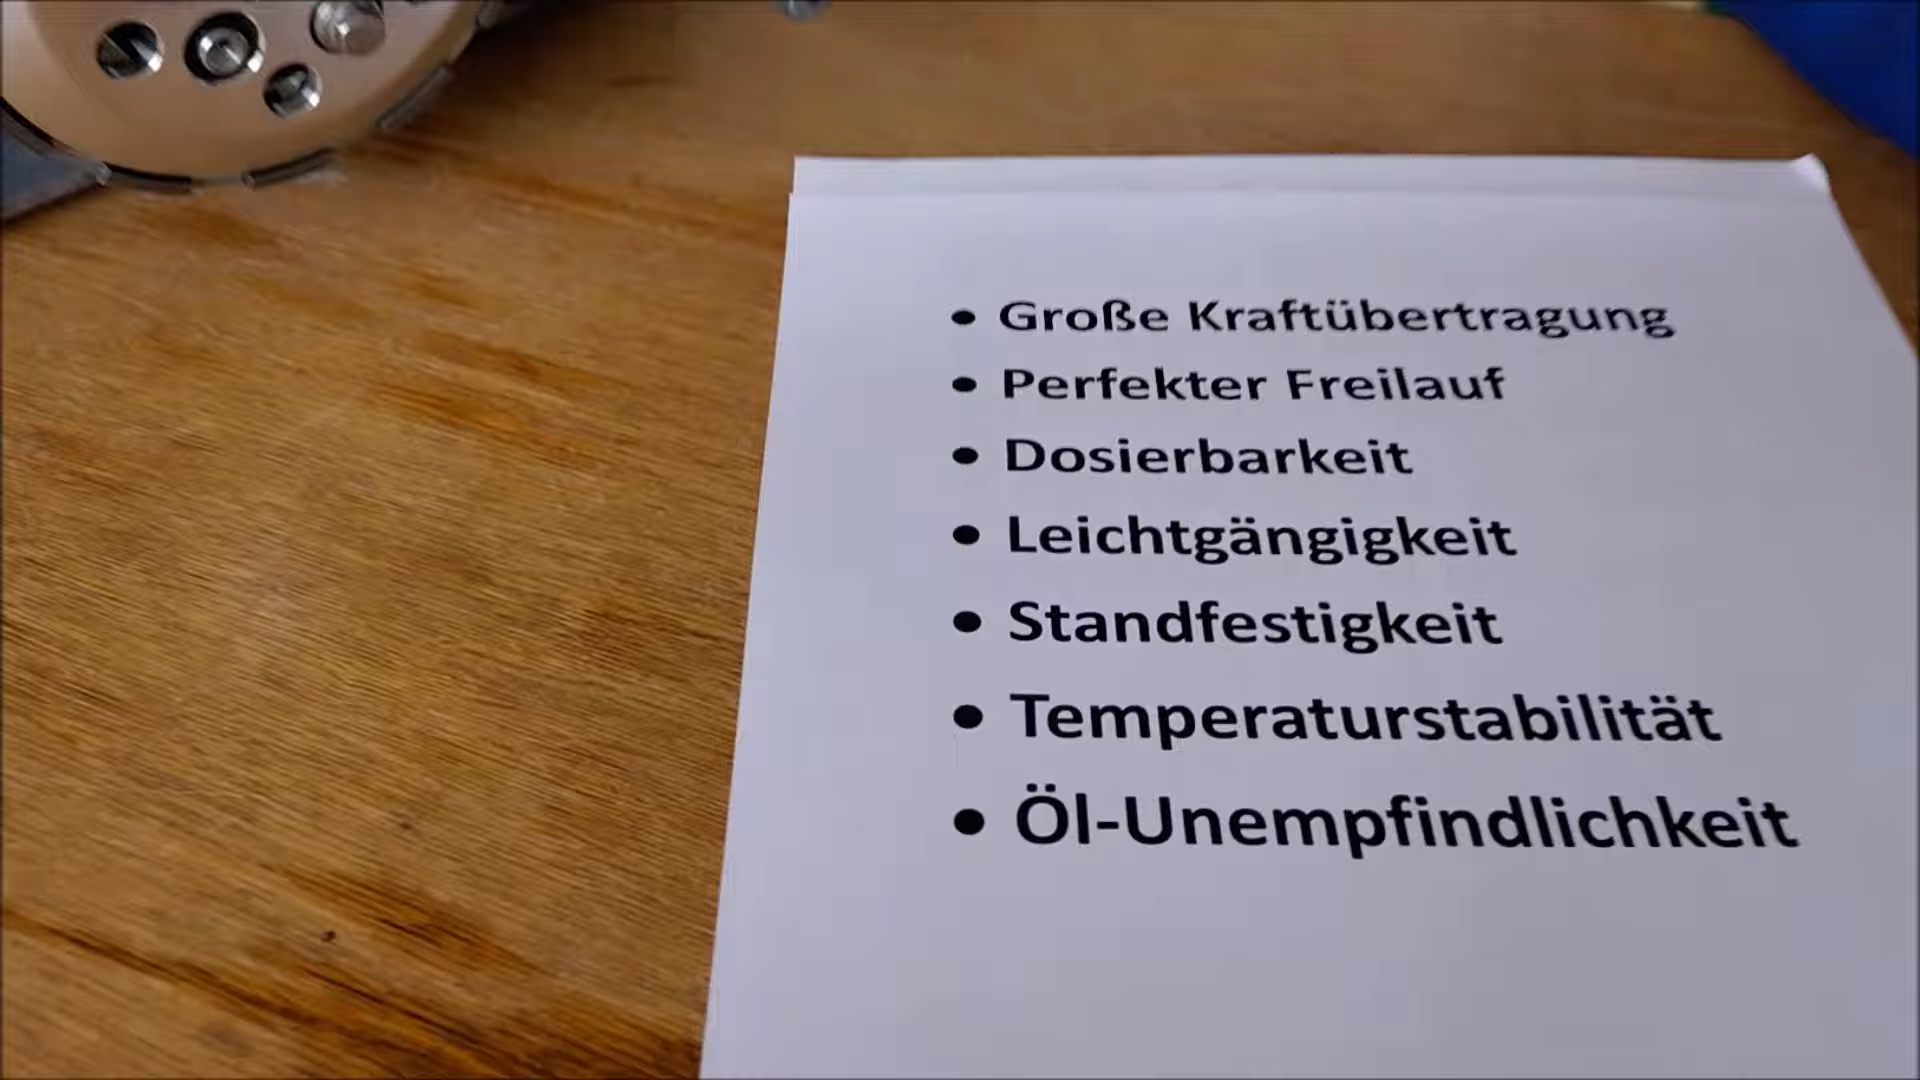 • Große Kraftübertragung
• Perfekter Freilauf
• Dosierbarkeit
• Leichtgängigkeit
• Standfestigkeit
• Temperaturstabilität
• Öl-Unempfindlichkeit